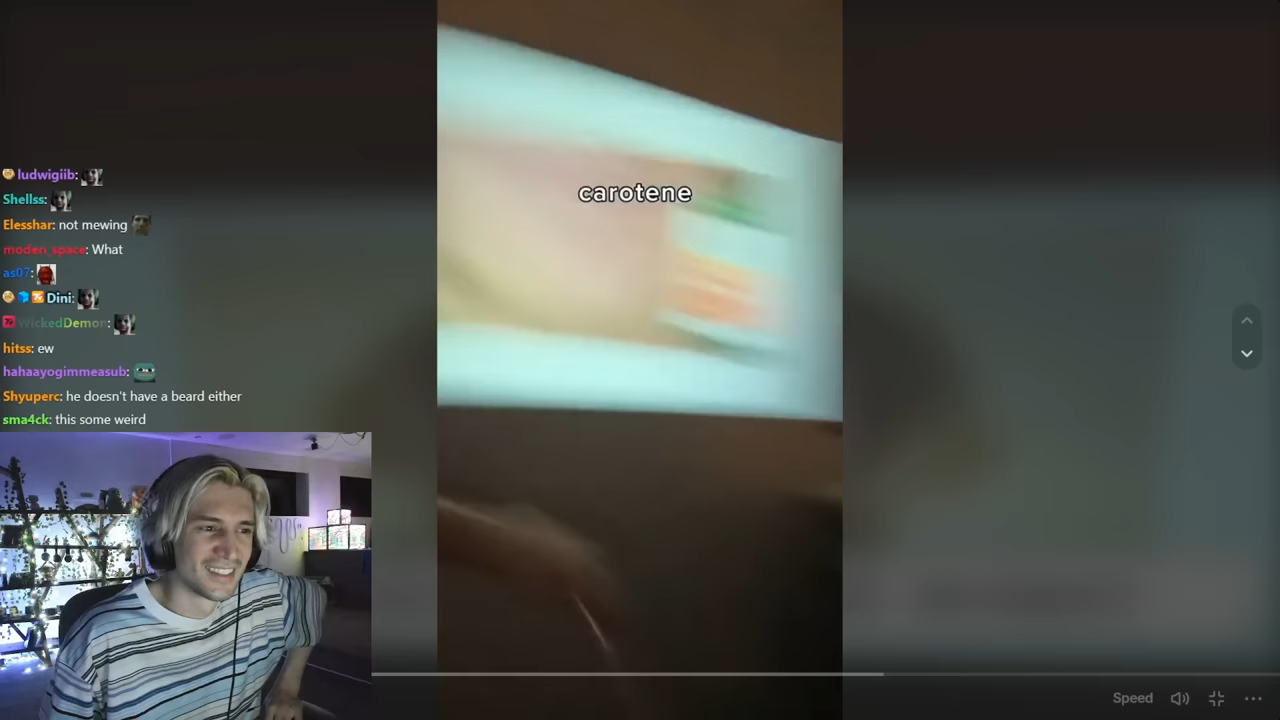 ludwigiib:
Shellss:
Elesshar: not mewing
moden_space: What
as07:
Dini:
WickedDemon:
hitss: ew
hahaayogimmeasub:
Shyuperc: he doesn't have a beard either
sma4ck: this some weird
carotene
Speed